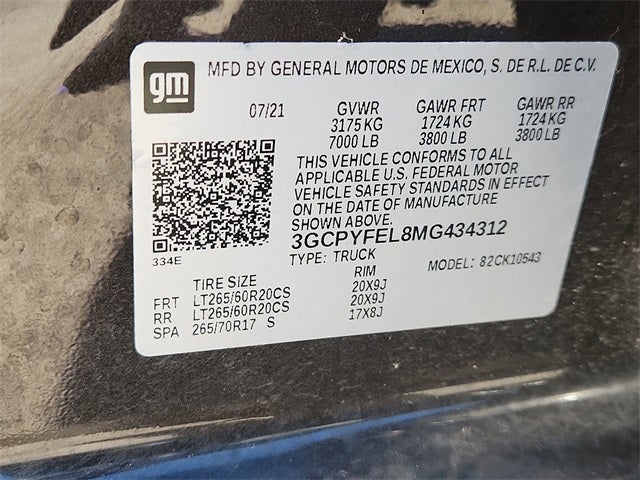 gm
MFD BY GENERAL MOTORS DE MEXICO, S. DE R.L. DE C.V.
07/21 GVWR GAWR FRT GAWR RR
3175 KG 1724 KG 1724 KG
7000 LB 3800 LB 3800 LB
THIS VEHICLE CONFORMS TO ALL
APPLICABLE U.S. FEDERAL MOTOR
VEHICLE SAFETY STANDARDS IN EFFECT
ON THE DATE OF MANUFACTURE
SHOWN ABOVE.
3GCPYFEL8MG434312
334E
TYPE: TRUCK MODEL: 82CK10543
TIRE SIZE RIM
FRT LT265/60R20CS 20X9J
RR LT265/60R20CS 20X9J
SPA 265/70R17 S 17X8J